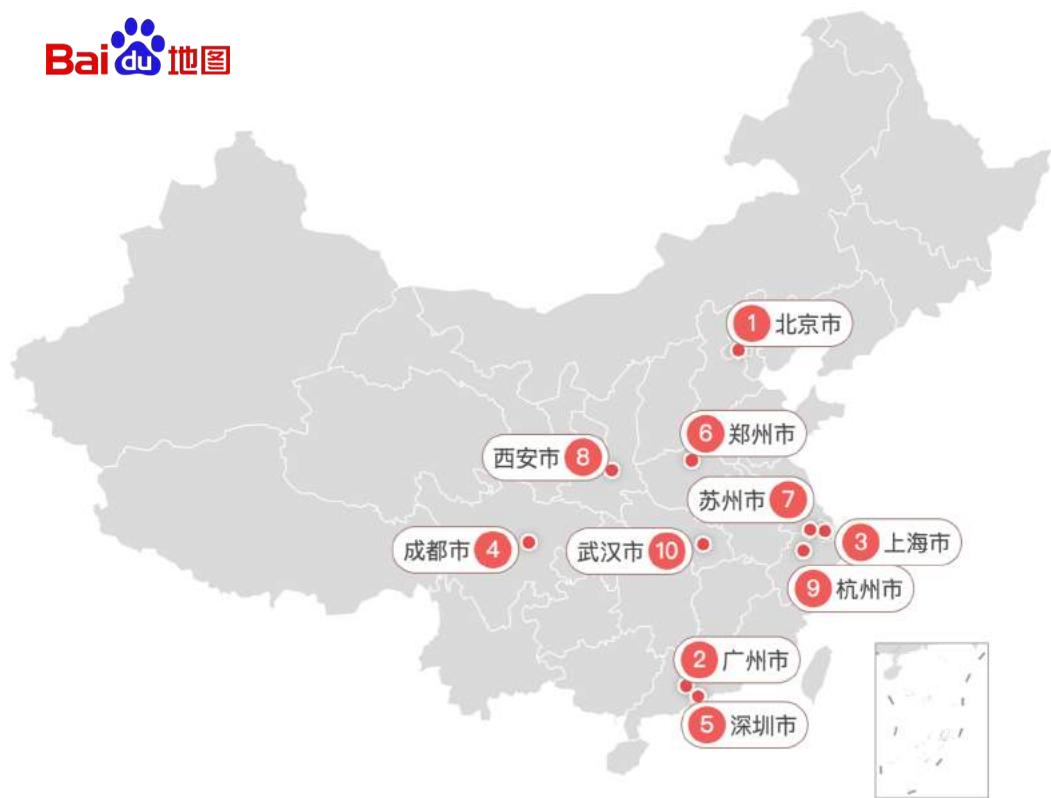 Baidu地图
1 北京市
6 郑州市
西安市 8
苏州市 7
成都市 4
武汉市 10
3 上海市
9 杭州市
2 广州市
5 深圳市